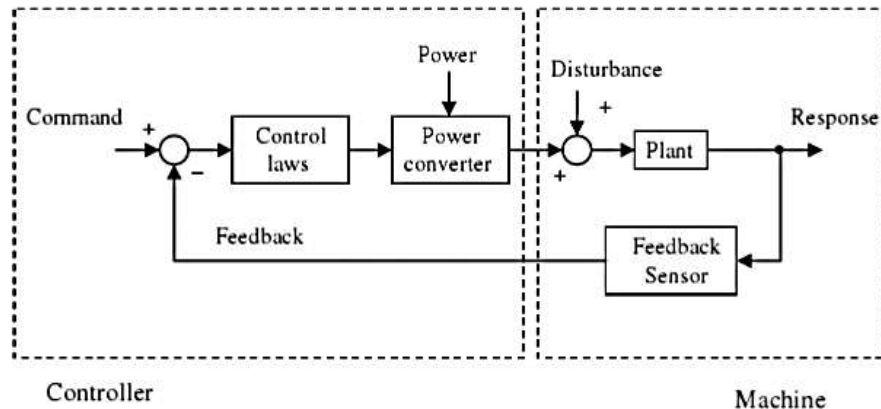 Power
Disturbance
Command
+
Control
laws
Power
converter
+
Plant
Response
−
+
Feedback
Feedback
Sensor
Controller
Machine